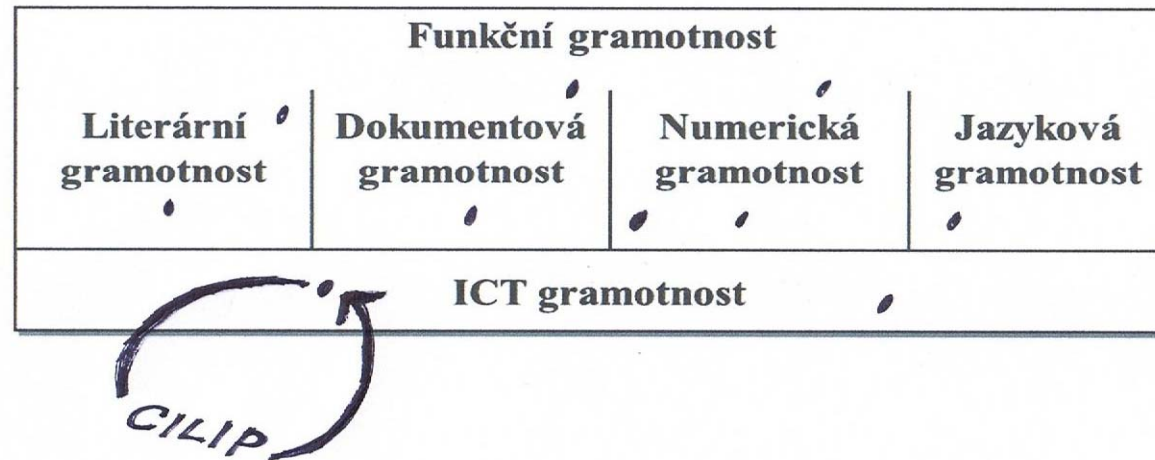 Funkční gramotnost
Literární
gramotnost
Dokumentová
gramotnost
Numerická
gramotnost
Jazyková
gramotnost
ICT gramotnost
CILIP